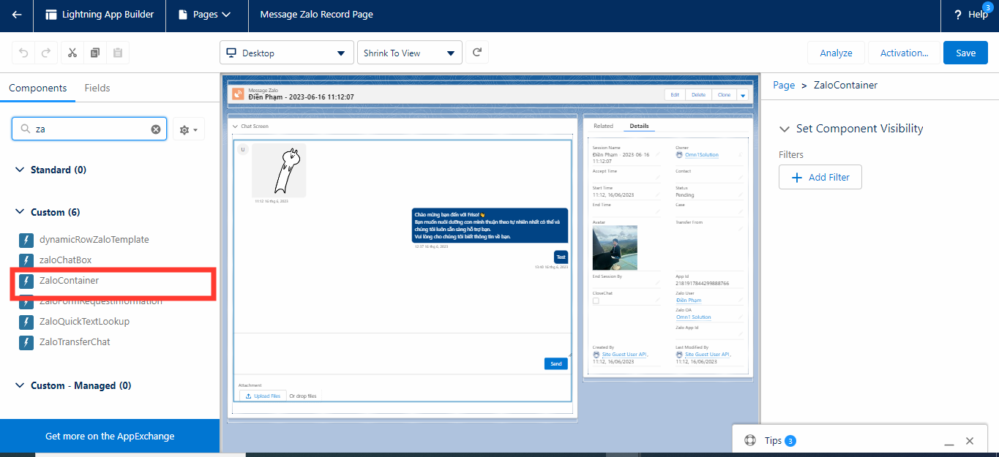 Lightning App Builder
Pages
Message Zalo Record Page
? Help
3
Desktop
Shrink To View
Analyze
Activation...
Save
Components
Fields
za
Standard (0)
Custom (6)
dynamicRowZaloTemplate
zaloChatBox
ZaloContainer
ZaloFormRequestInformation
ZaloQuickTextLookup
ZaloTransferChat
Custom - Managed (0)
Get more on the AppExchange
Message Zalo
Điền Phạm - 2023-06-16 11:12:07
Edit
Delete
Clone
Chat Screen
U
11:12 16 thg 6, 2023
Chào mừng bạn đến với Friso! 👋
Bạn muốn nuôi dưỡng con mình thuận theo tự nhiên nhất có thể và
chúng tôi luôn sẵn sàng hỗ trợ bạn.
Vui lòng cho chúng tôi biết thông tin về bạn.
12:37 16 thg 6, 2023
Test
13:40 16 thg 6, 2023
Send
Attachment
Upload Files
Or drop files
Related
Details
Session Name
Điền Phạm - 2023-06-16
11:12:07
Owner
Omn1Solution
Accept Time
Contact
Start Time
11:12, 16/06/2023
Status
Pending
End Time
Case
Avatar
Transfer From
End Session By
App Id
2181917844299888766
CloseChat
Zalo User
Điền Phạm
Zalo OA
Omn1 Solution
Zalo App Id
Created By
Site Guest User API,
11:12, 16/06/2023
Last Modified By
Site Guest User API,
11:12, 16/06/2023
Page > ZaloContainer
Set Component Visibility
Filters
Add Filter
Tips 3